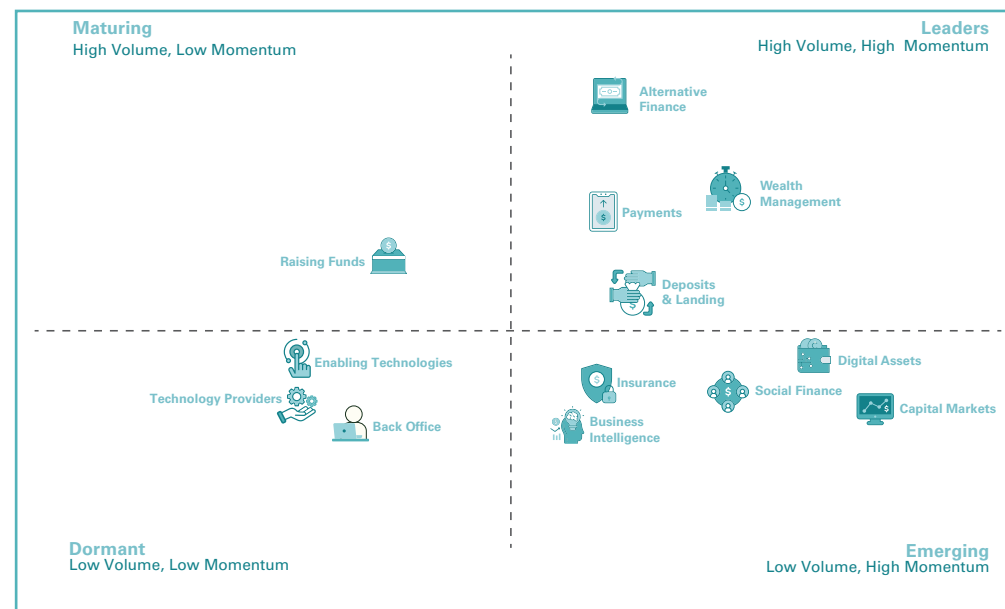 Maturing
High Volume, Low Momentum
Leaders
High Volume, High Momentum
Alternative
Finance
Wealth
Management
Payments
Raising Funds
Deposits
& Landing
Enabling Technologies
Technology Providers
Back Office
Insurance
Business
Intelligence
Digital Assets
Social Finance
Capital Markets
Dormant
Low Volume, Low Momentum
Emerging
Low Volume, High Momentum